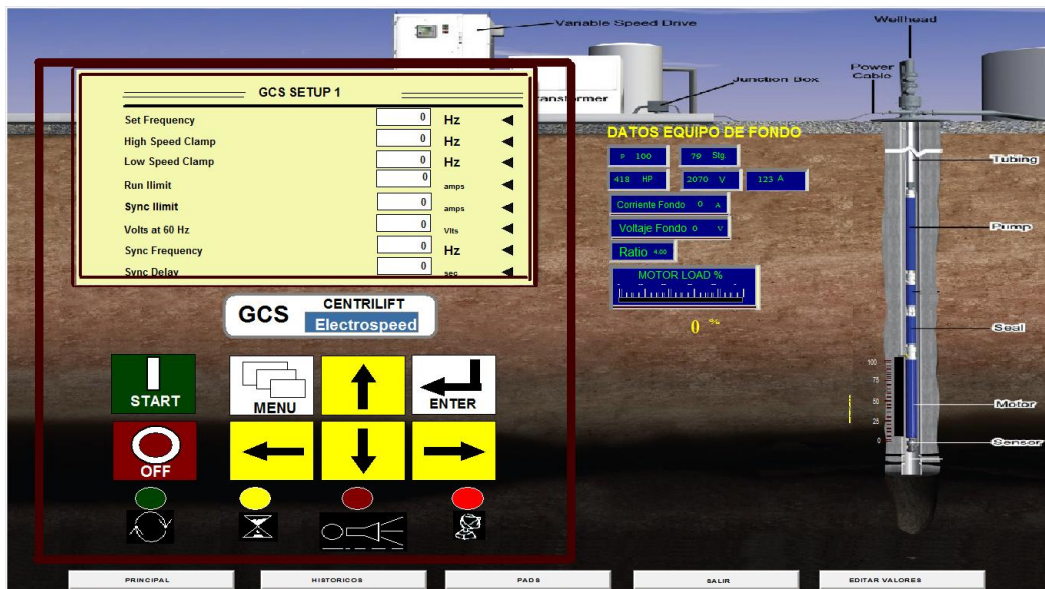 Variable Speed Drive
Wellhead
Power
Cable
Junction Box
ransformer
GCS SETUP 1
Set Frequency 0 Hz
High Speed Clamp 0 Hz
Low Speed Clamp 0 Hz
Run Ilimit 0 amps
Sync Ilimit 0 amps
Volts at 60 Hz 0 Vlts
Sync Frequency 0 Hz
Sync Delay 0 sec
DATOS EQUIPO DE FONDO
P 100 79 Stg.
418 HP 2070 V 123 A
Corriente Fondo 0 A
Voltaje Fondo 0 V
Ratio 4.00
MOTOR LOAD %
0 %
Tubing
Pump
Seal
Motor
Sensor
100
75
50
25
0
GCS CENTRILIFT
Electrospeed
START
MENU
ENTER
OFF
PRINCIPAL
HISTORICOS
PADS
SALIR
EDITAR VALORES